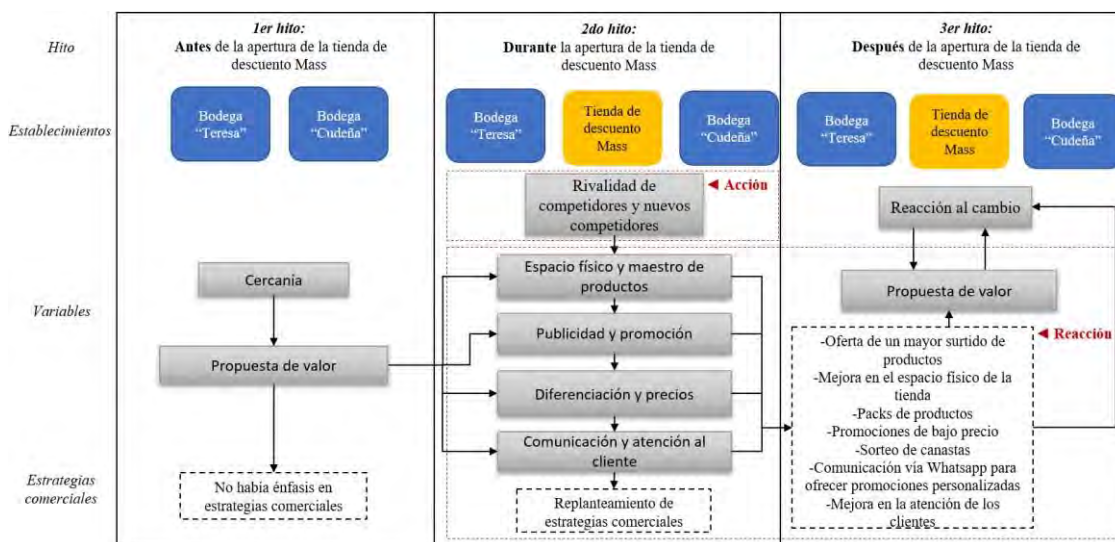 Hito
1er hito:
Antes de la apertura de la tienda de
descuento Mass
2do hito:
Durante la apertura de la tienda de
descuento Mass
3er hito:
Después de la apertura de la tienda de
descuento Mass
Establecimientos
Bodega
“Teresa”
Bodega
“Cudeña”
Bodega
“Teresa”
Tienda de
descuento
Mass
Bodega
“Cudeña”
Bodega
“Teresa”
Tienda de
descuento
Mass
Bodega
“Cudeña”
Variables
Cercanía
Propuesta de valor
Rivalidad de
competidores y nuevos
competidores
Acción
Espacio físico y maestro de
productos
Publicidad y promoción
Diferenciación y precios
Comunicación y atención al
cliente
Reacción al cambio
Propuesta de valor
Reacción
-Oferta de un mayor surtido de
productos
-Mejora en el espacio físico de la
tienda
-Packs de productos
-Promociones de bajo precio
-Sorteo de canastas
-Comunicación vía Whatsapp para
ofrecer promociones personalizadas
-Mejora en la atención de los
clientes
Estrategias
comerciales
No había énfasis en
estrategias comerciales
Replanteamiento de
estrategias comerciales